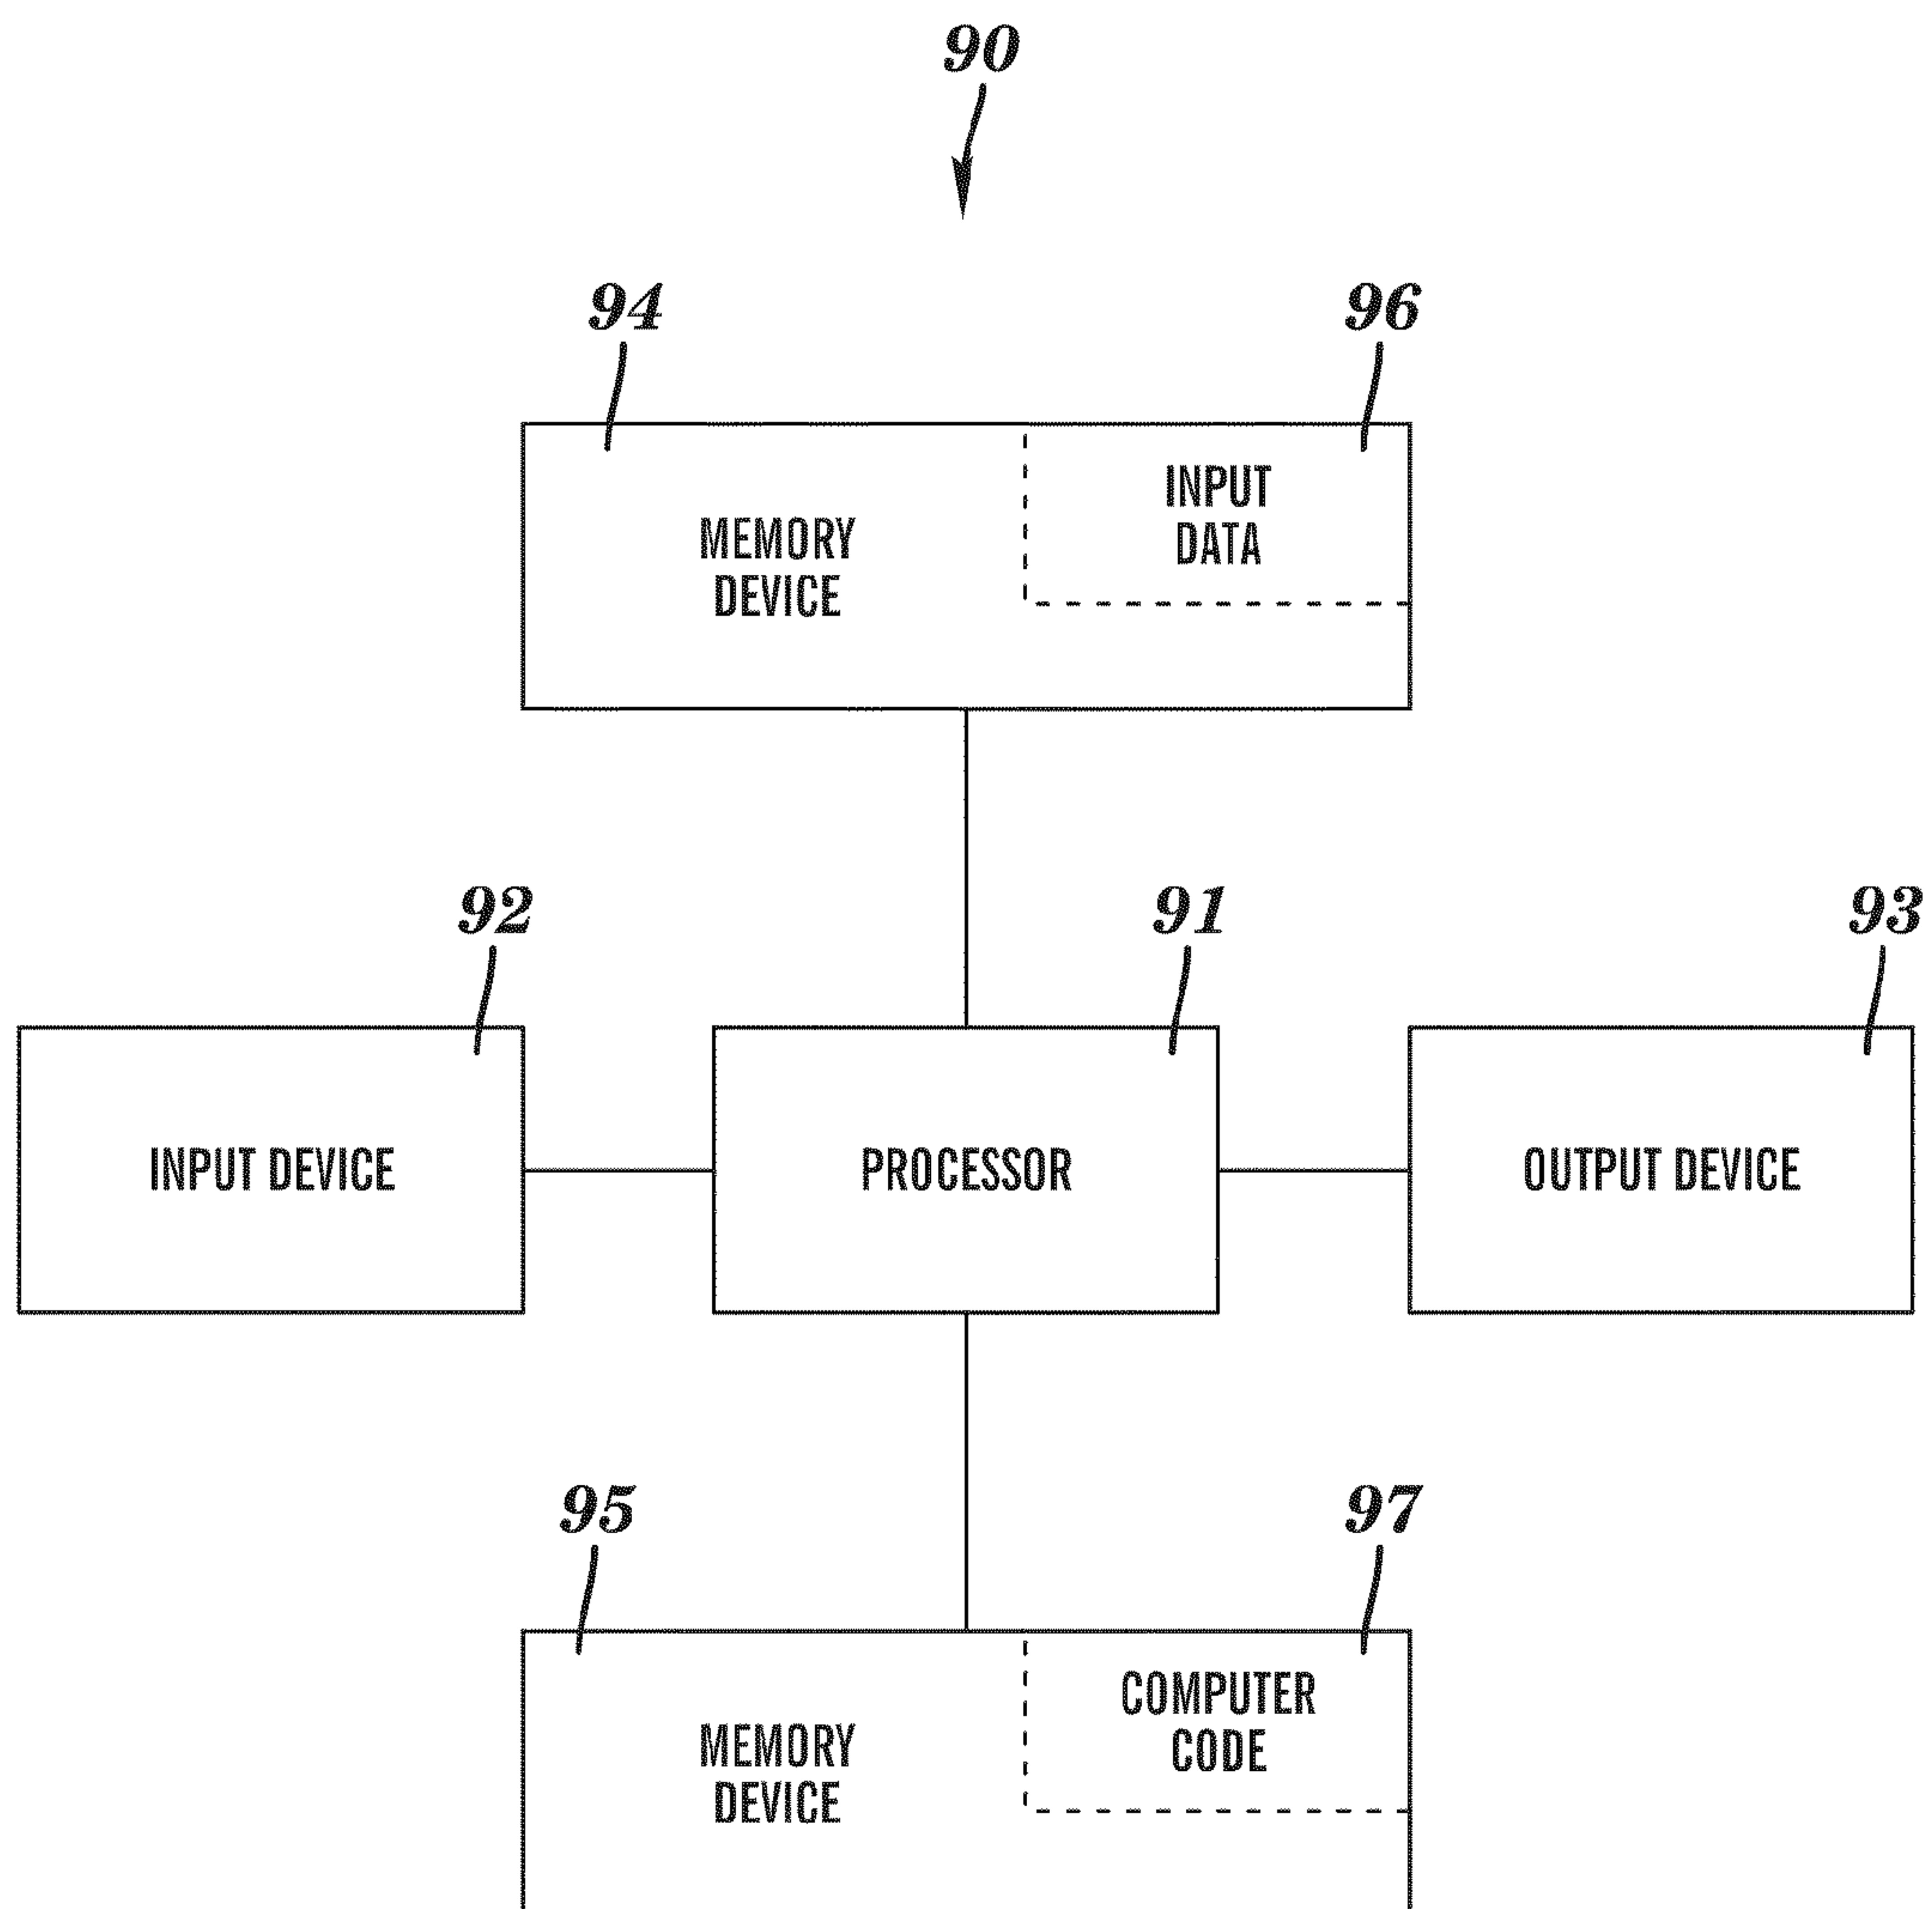 90
94
96
MEMORY
DEVICE
INPUT
DATA
92
91
93
INPUT DEVICE
PROCESSOR
OUTPUT DEVICE
95
97
MEMORY
DEVICE
COMPUTER
CODE